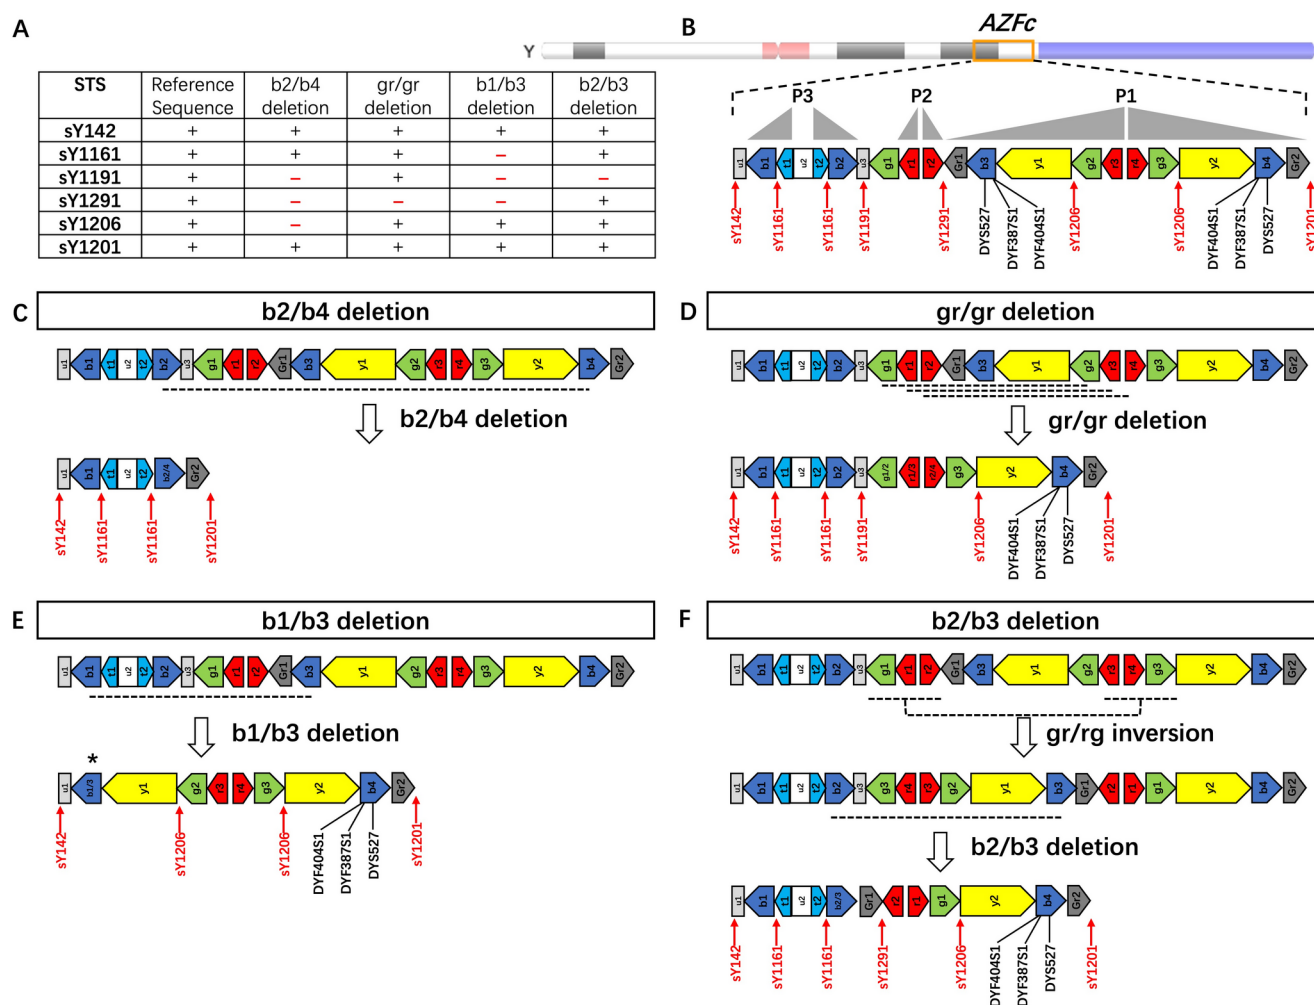 A
STS Reference Sequence b2/b4 deletion gr/gr deletion b1/b3 deletion b2/b3 deletion
sY142 + + + + +
sY1161 + + + − +
sY1191 + − + − −
sY1291 + − − − +
sY1206 + − + + +
sY1201 + + + + +
B
AZFc
Y
P3 P2 P1
u1 b1 t1 u2 t2 b2 u3 g1 r1 r2 Gr1 b3 y1 g2 r3 r4 g3 y2 b4 Gr2
sY142 sY1161 sY1161 sY1191 sY1291 DYS527 DYF387S1 DYF404S1 sY1206 sY1206 DYF404S1 DYF387S1 DYS527 sY1201
C
b2/b4 deletion
u1 b1 t1 u2 t2 b2 u3 g1 r1 r2 Gr1 b3 y1 g2 r3 r4 g3 y2 b4 Gr2
b2/b4 deletion
u1 b1 t1 u2 t2 b2/4 Gr2
sY142 sY1161 sY1161 sY1201
D
gr/gr deletion
u1 b1 t1 u2 t2 b2 u3 g1 r1 r2 Gr1 b3 y1 g2 r3 r4 g3 y2 b4 Gr2
gr/gr deletion
u1 b1 t1 u2 t2 b2 u3 g1/2 r1/3 r2/4 g3 y2 b4 Gr2
sY142 sY1161 sY1161 sY1191 sY1206 DYF404S1 DYF387S1 DYS527 sY1201
E
b1/b3 deletion
u1 b1 t1 u2 t2 b2 u3 g1 r1 r2 Gr1 b3 y1 g2 r3 r4 g3 y2 b4 Gr2
b1/b3 deletion
*
u1 b1/3 y1 g2 r3 r4 g3 y2 b4 Gr2
sY142 sY1206 sY1206 DYF404S1 DYF387S1 DYS527 sY1201
F
b2/b3 deletion
u1 b1 t1 u2 t2 b2 u3 g1 r1 r2 Gr1 b3 y1 g2 r3 r4 g3 y2 b4 Gr2
gr/rg inversion
u1 b1 t1 u2 t2 b2 u3 g3 r4 r3 g2 y1 b3 Gr1 r2 r1 g1 y2 b4 Gr2
b2/b3 deletion
u1 b1 t1 u2 t2 b2/3 Gr1 r2 r1 g1 y2 b4 Gr2
sY142 sY1161 sY1161 sY1291 sY1206 DYF404S1 DYF387S1 DYS527 sY1201